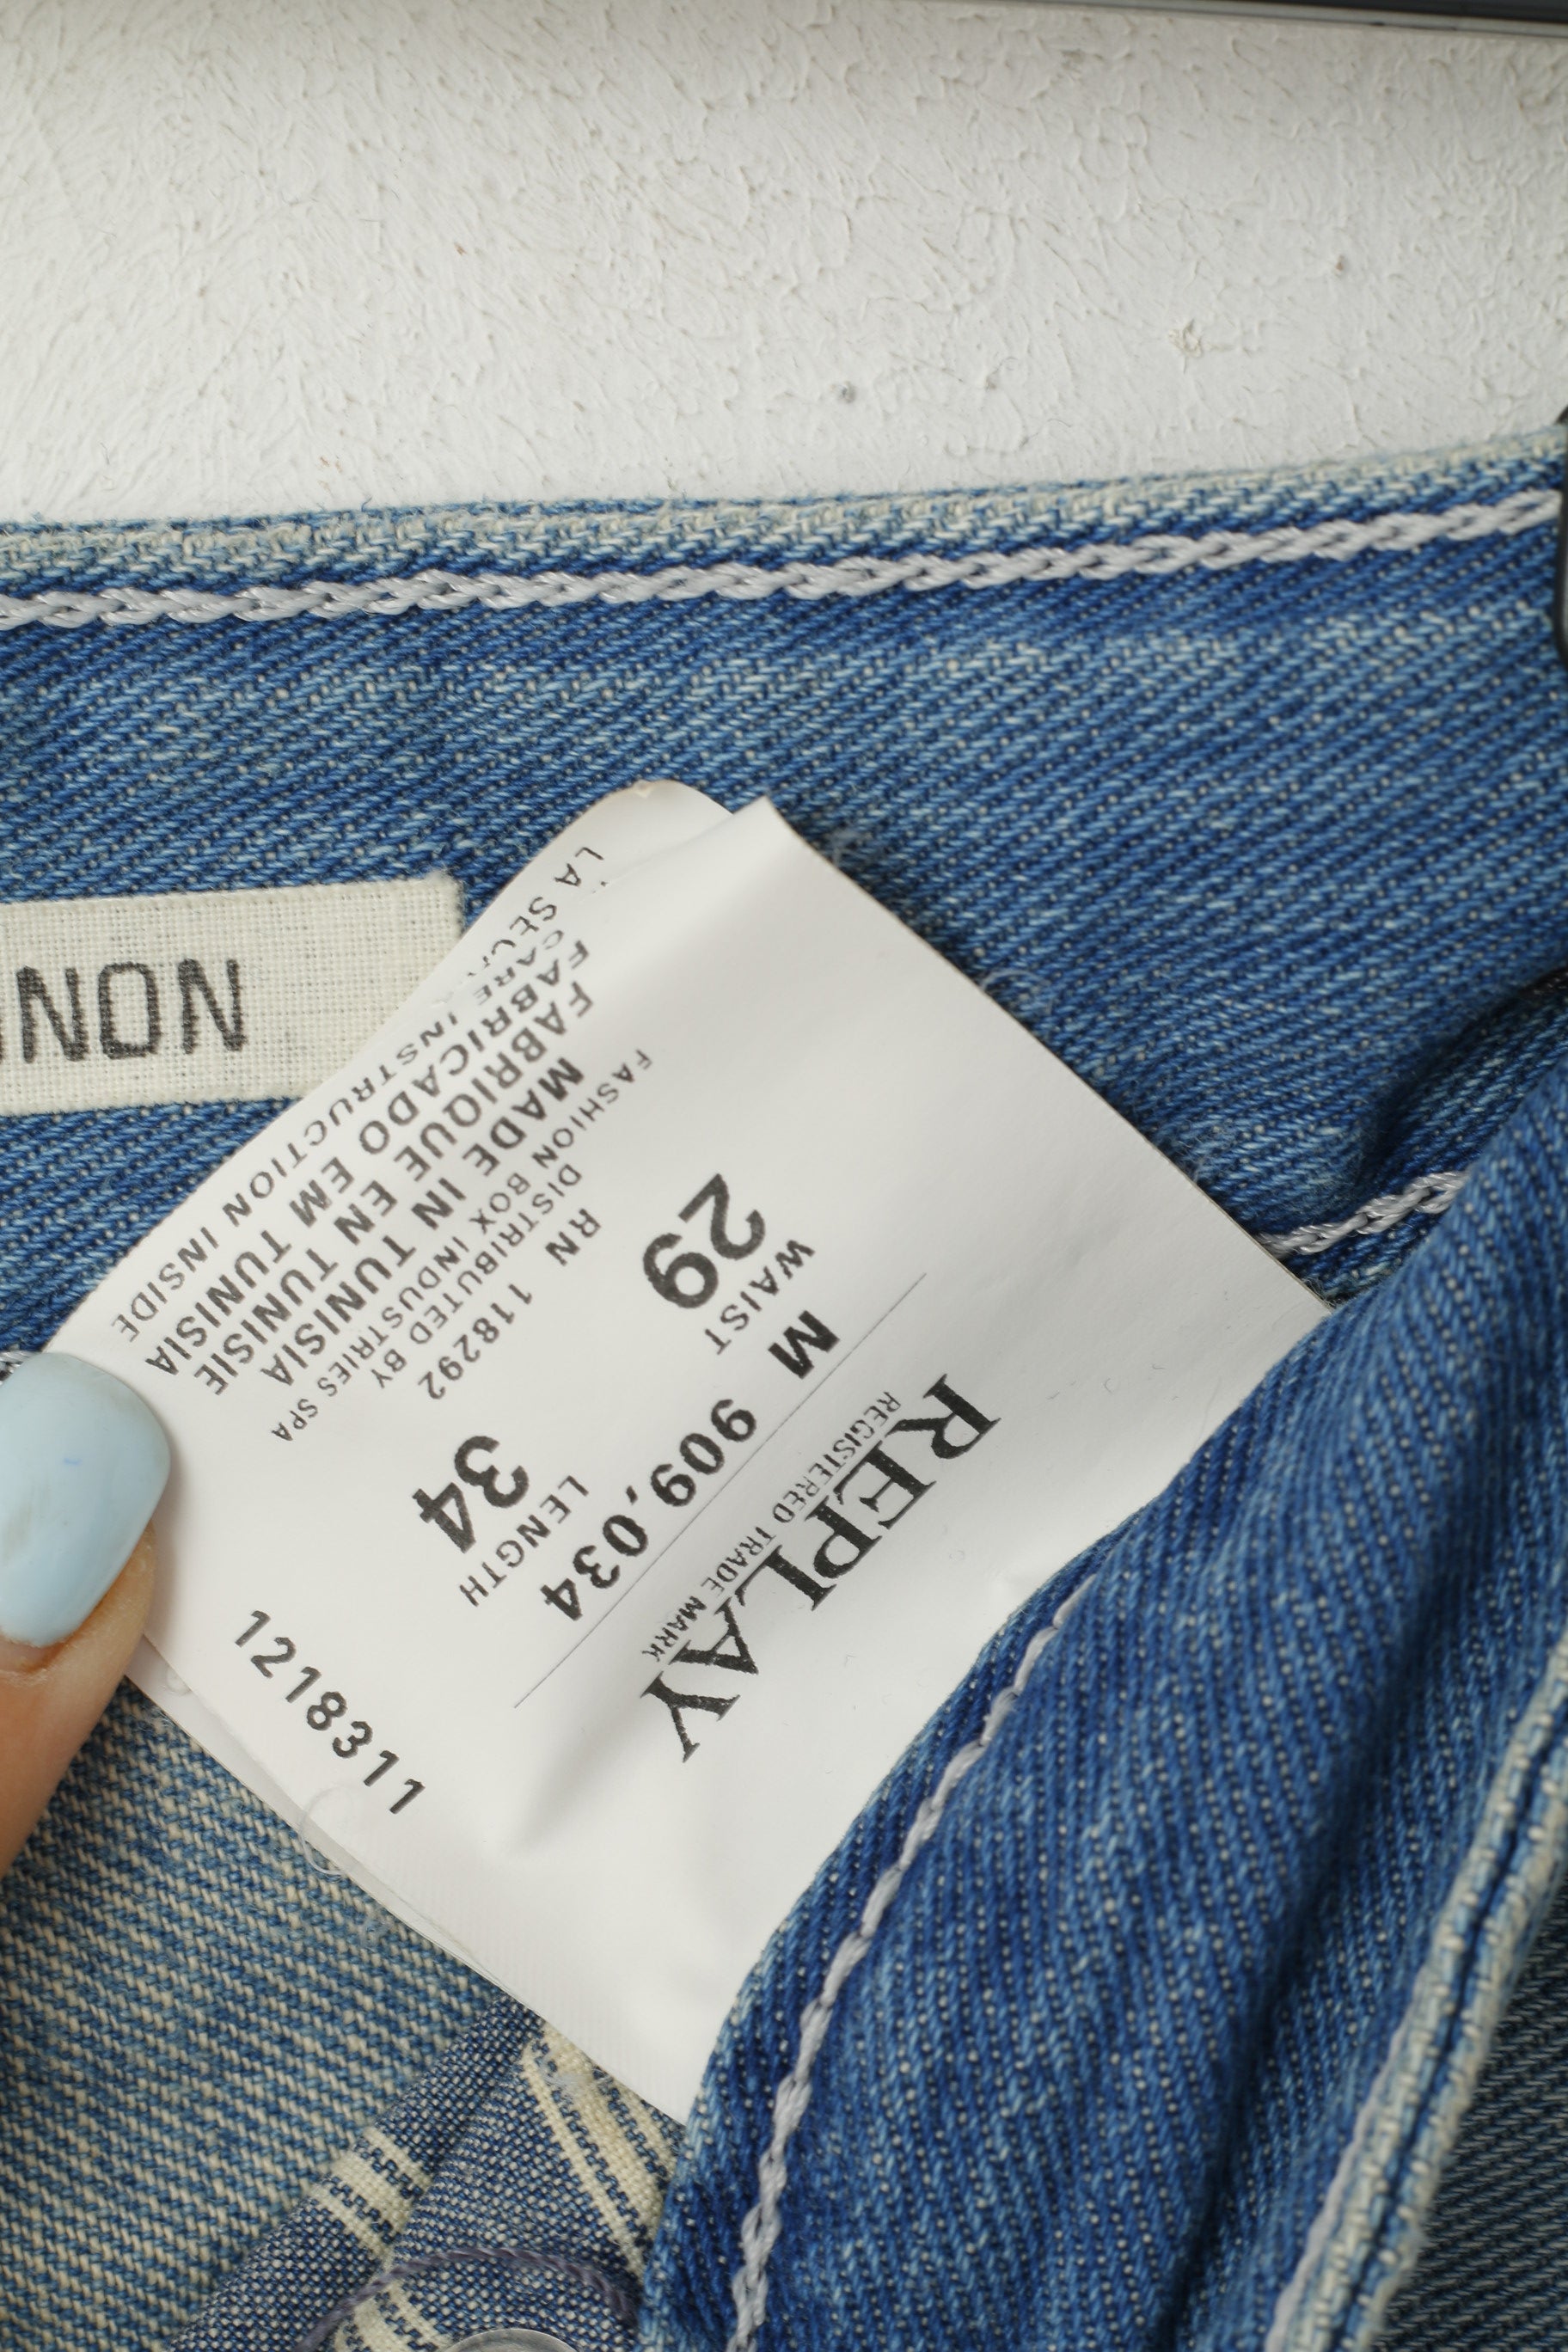 NON
REPLAY
REGISTERED TRADE MARK
M 909,034
WAIST LENGTH
29 34
RN 118292
DISTRIBUTED BY
FASHION BOX INDUSTRIES SPA
MADE IN TUNISIA
FABRIQUE EN TUNISIE
FABRICADO EM TUNISIA
CARE INSTRUCTION INSIDE
LA
1218311